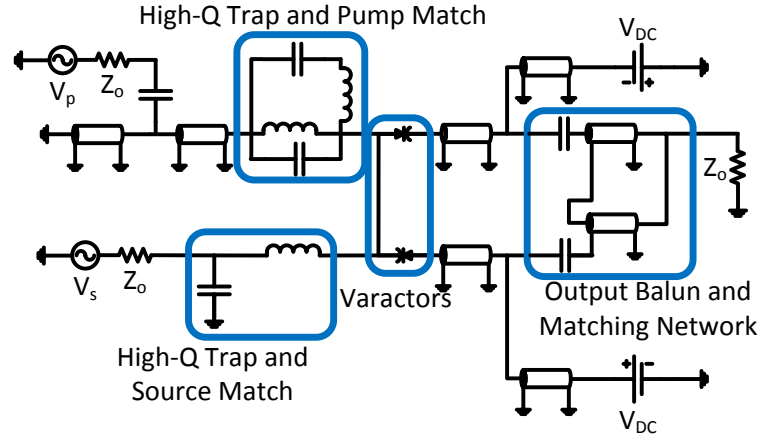 High-Q Trap and Pump Match
V_DC
V_p
Z_o
− +
Z_o
V_s
Z_o
Varactors
Output Balun and
Matching Network
High-Q Trap and
Source Match
+ −
V_DC